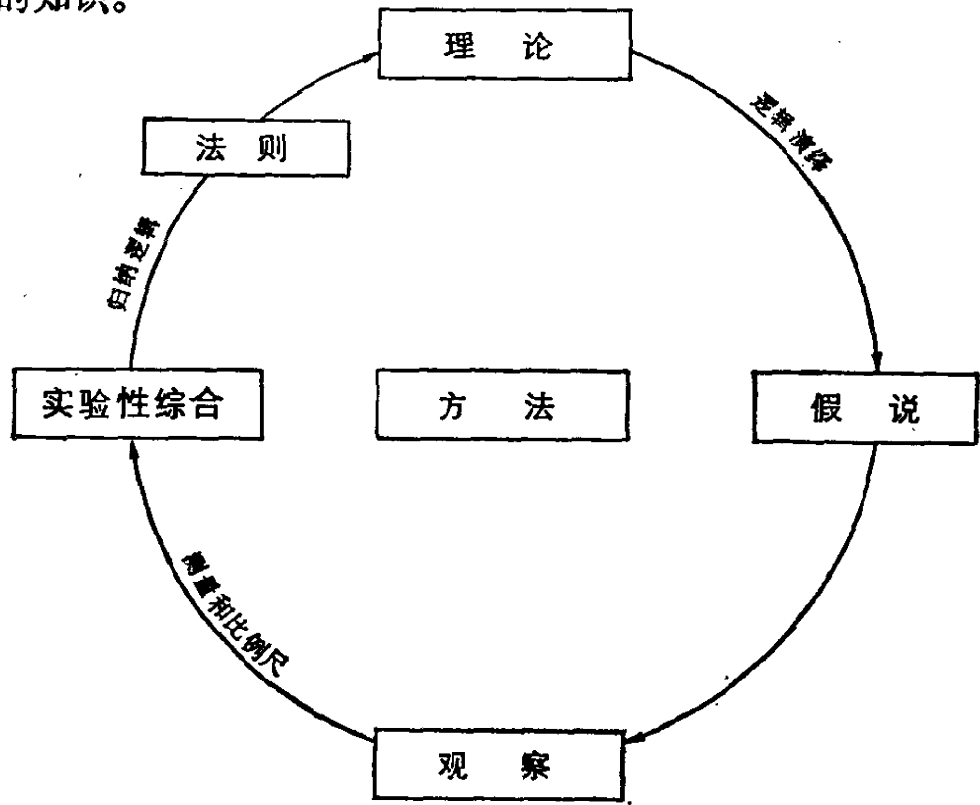 的知识。
理 论
逻辑演绎
法 则
归纳逻辑
实验性综合
方 法
假 说
测量和比例尺
观 察